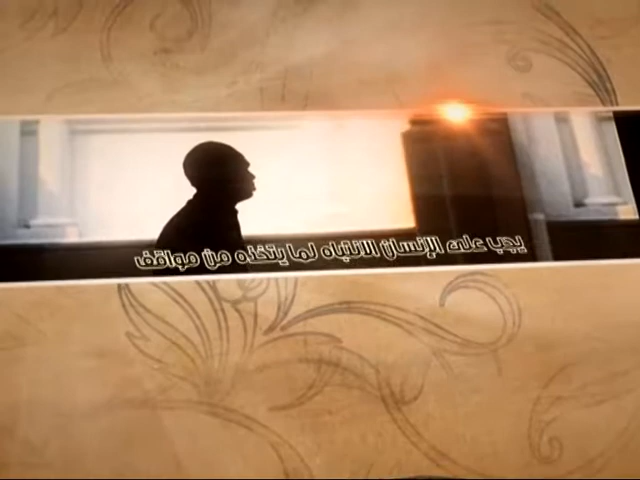 يجب على الإنسان الانتباه لما يتخذه من مواقف